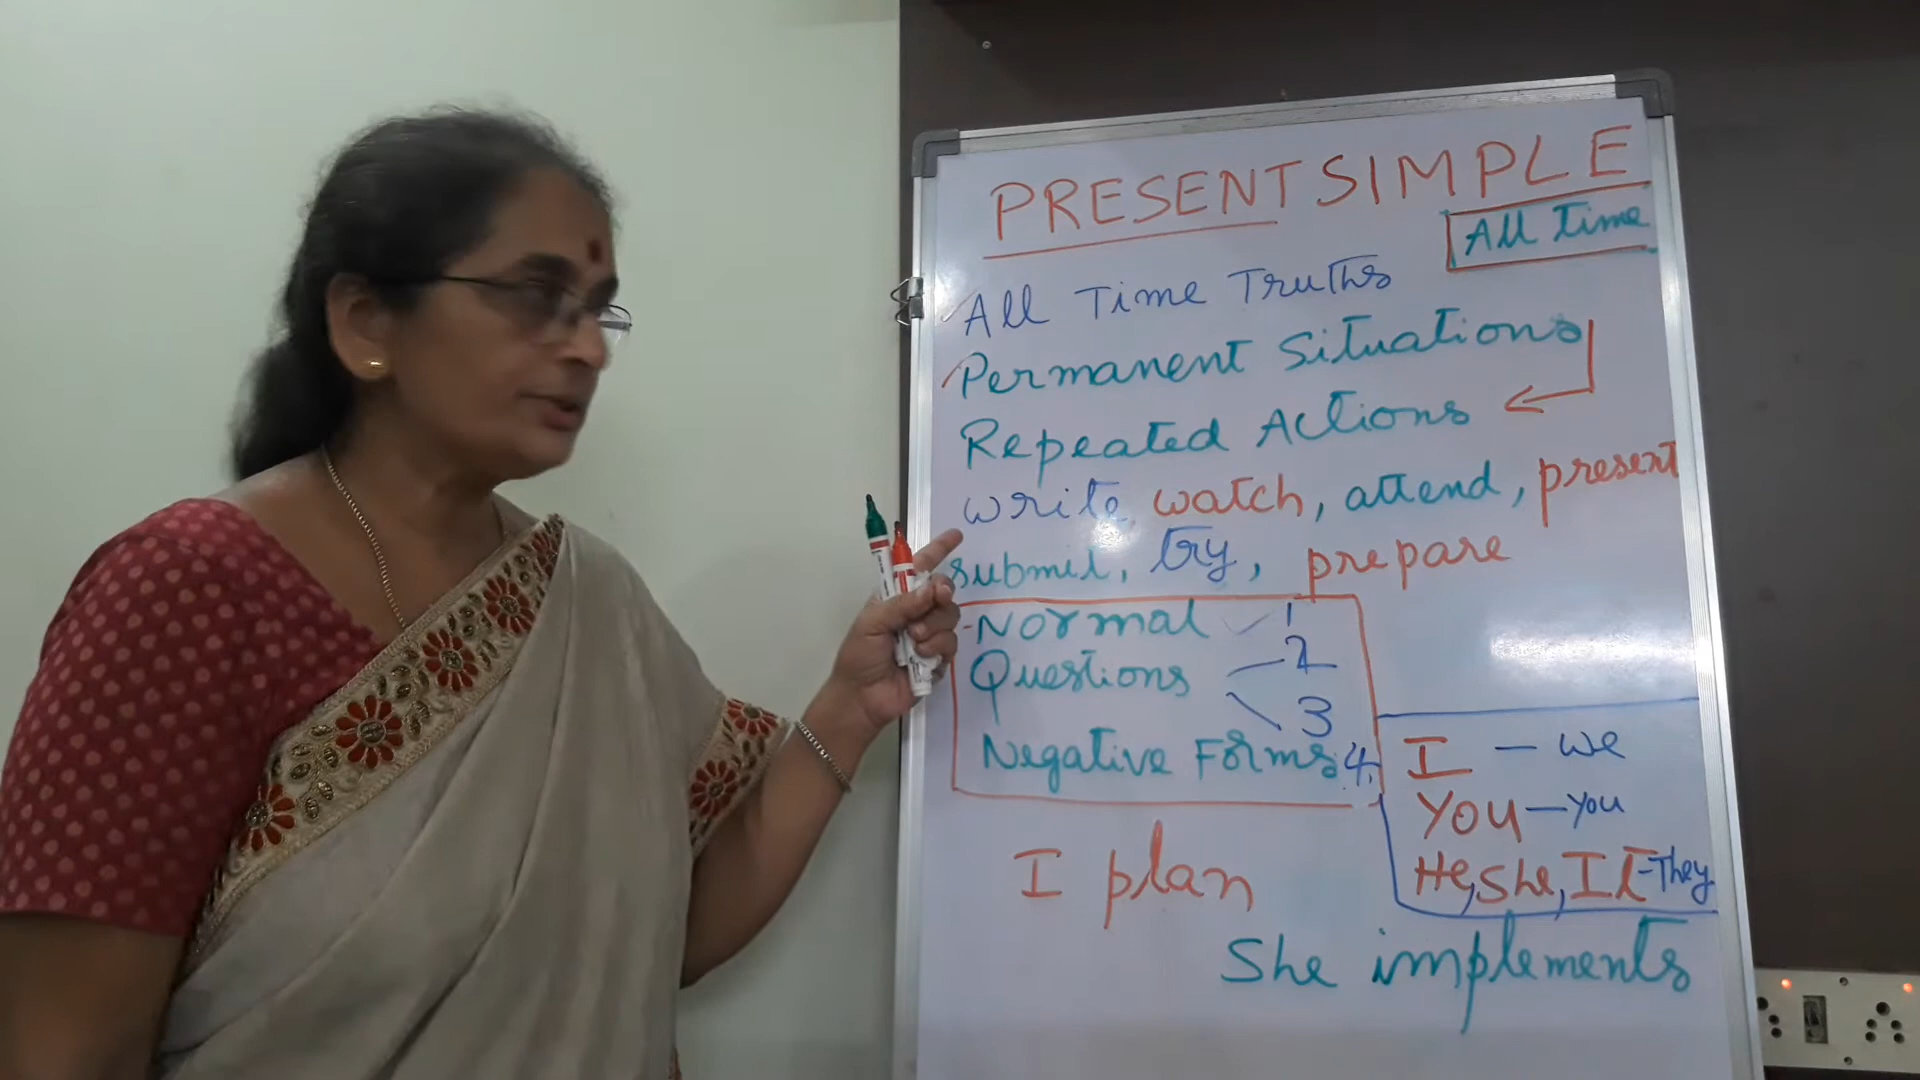 PRESENT SIMPLE
All Time
All Time Truths
Permanent Situations
Repeated Actions
write, watch, attend, present
submit, try, prepare
Normal 1
Questions 2
3
Negative Forms 4
I - we
You - you
He, She, It - They
I plan
She implements